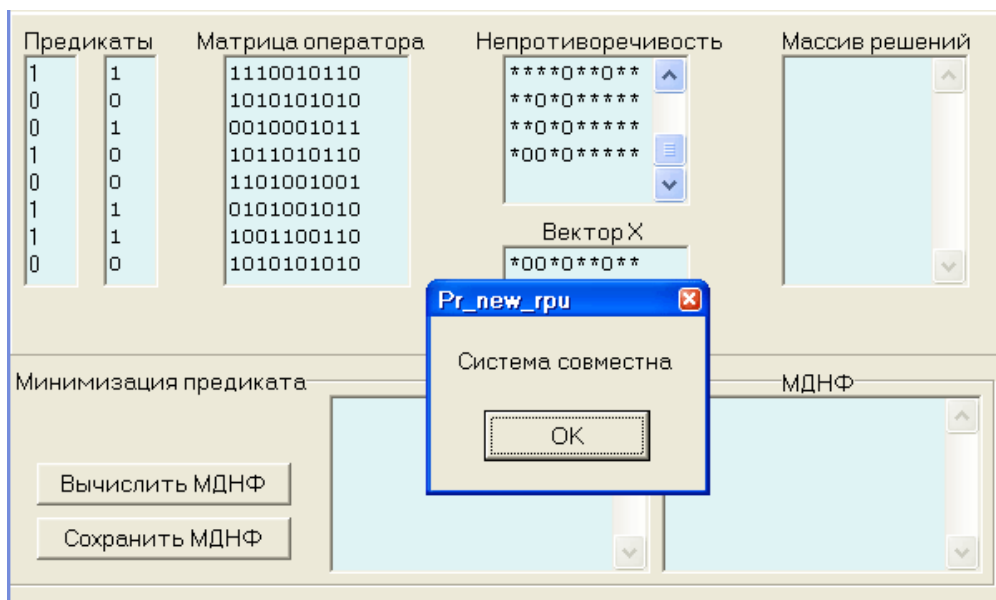 Предикаты Матрица оператора Непротиворечивость Массив решений
1 1 1110010110 ****0**0**
0 0 1010101010 **0*0*****
0 1 0010001011 **0*0*****
1 0 1011010110 *00*0*****
0 0 1101001001
1 1 0101001010
Вектор X
1 1 1001100110
0 0 1010101010 *00*0**0**
Pr_new_rpu
Система совместна
OK
Минимизация предиката МДНФ
Вычислить МДНФ
Сохранить МДНФ